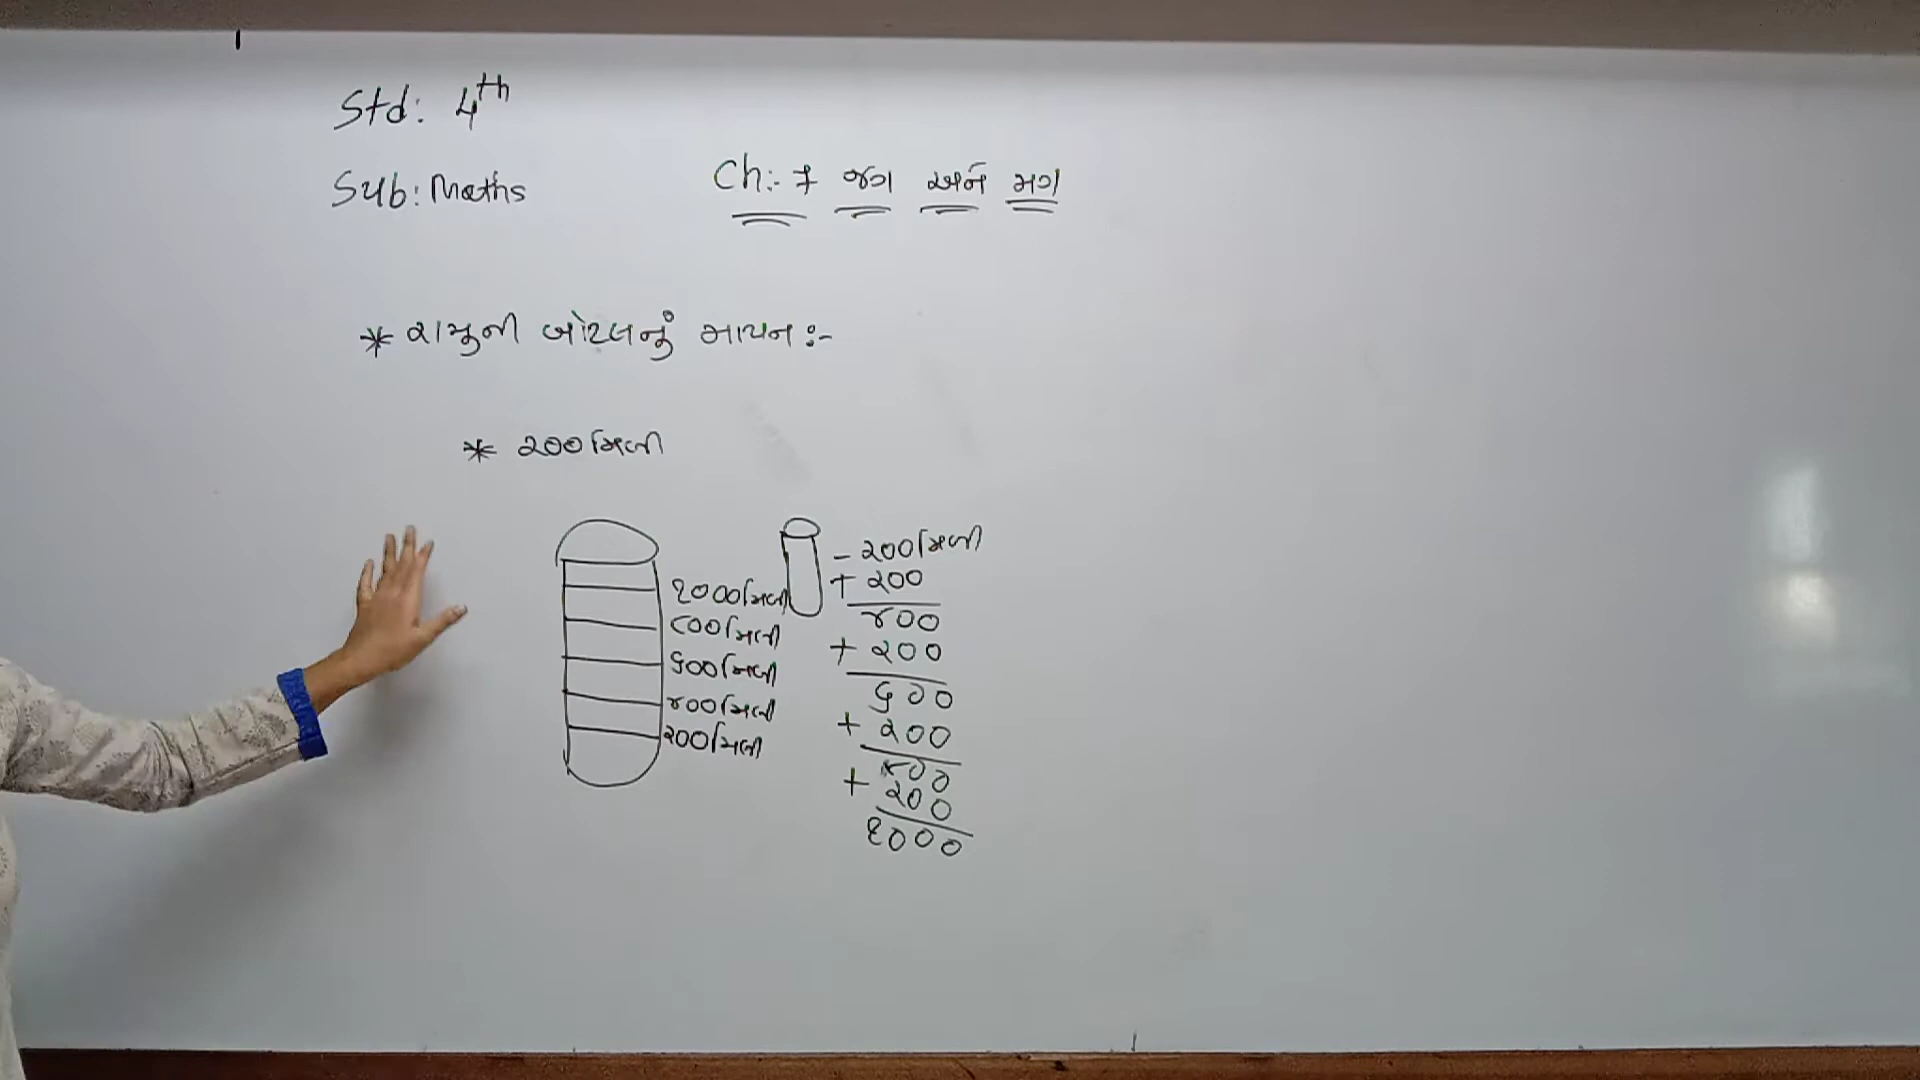 Std: 4th
Sub: Maths
Ch:- 7 જગ અને મગ
* રામુની બોટલનું માપન :-
* ૨૦૦ મિલી
૧૦૦૦ મિલી
૮૦૦ મિલી
૬૦૦ મિલી
૪૦૦ મિલી
૨૦૦ મિલી
– ૨૦૦ મિલી
+ ૨૦૦
૪૦૦
+ ૨૦૦
૬૦૦
+ ૨૦૦
૮૦૦
+ ૨૦૦
૧૦૦૦